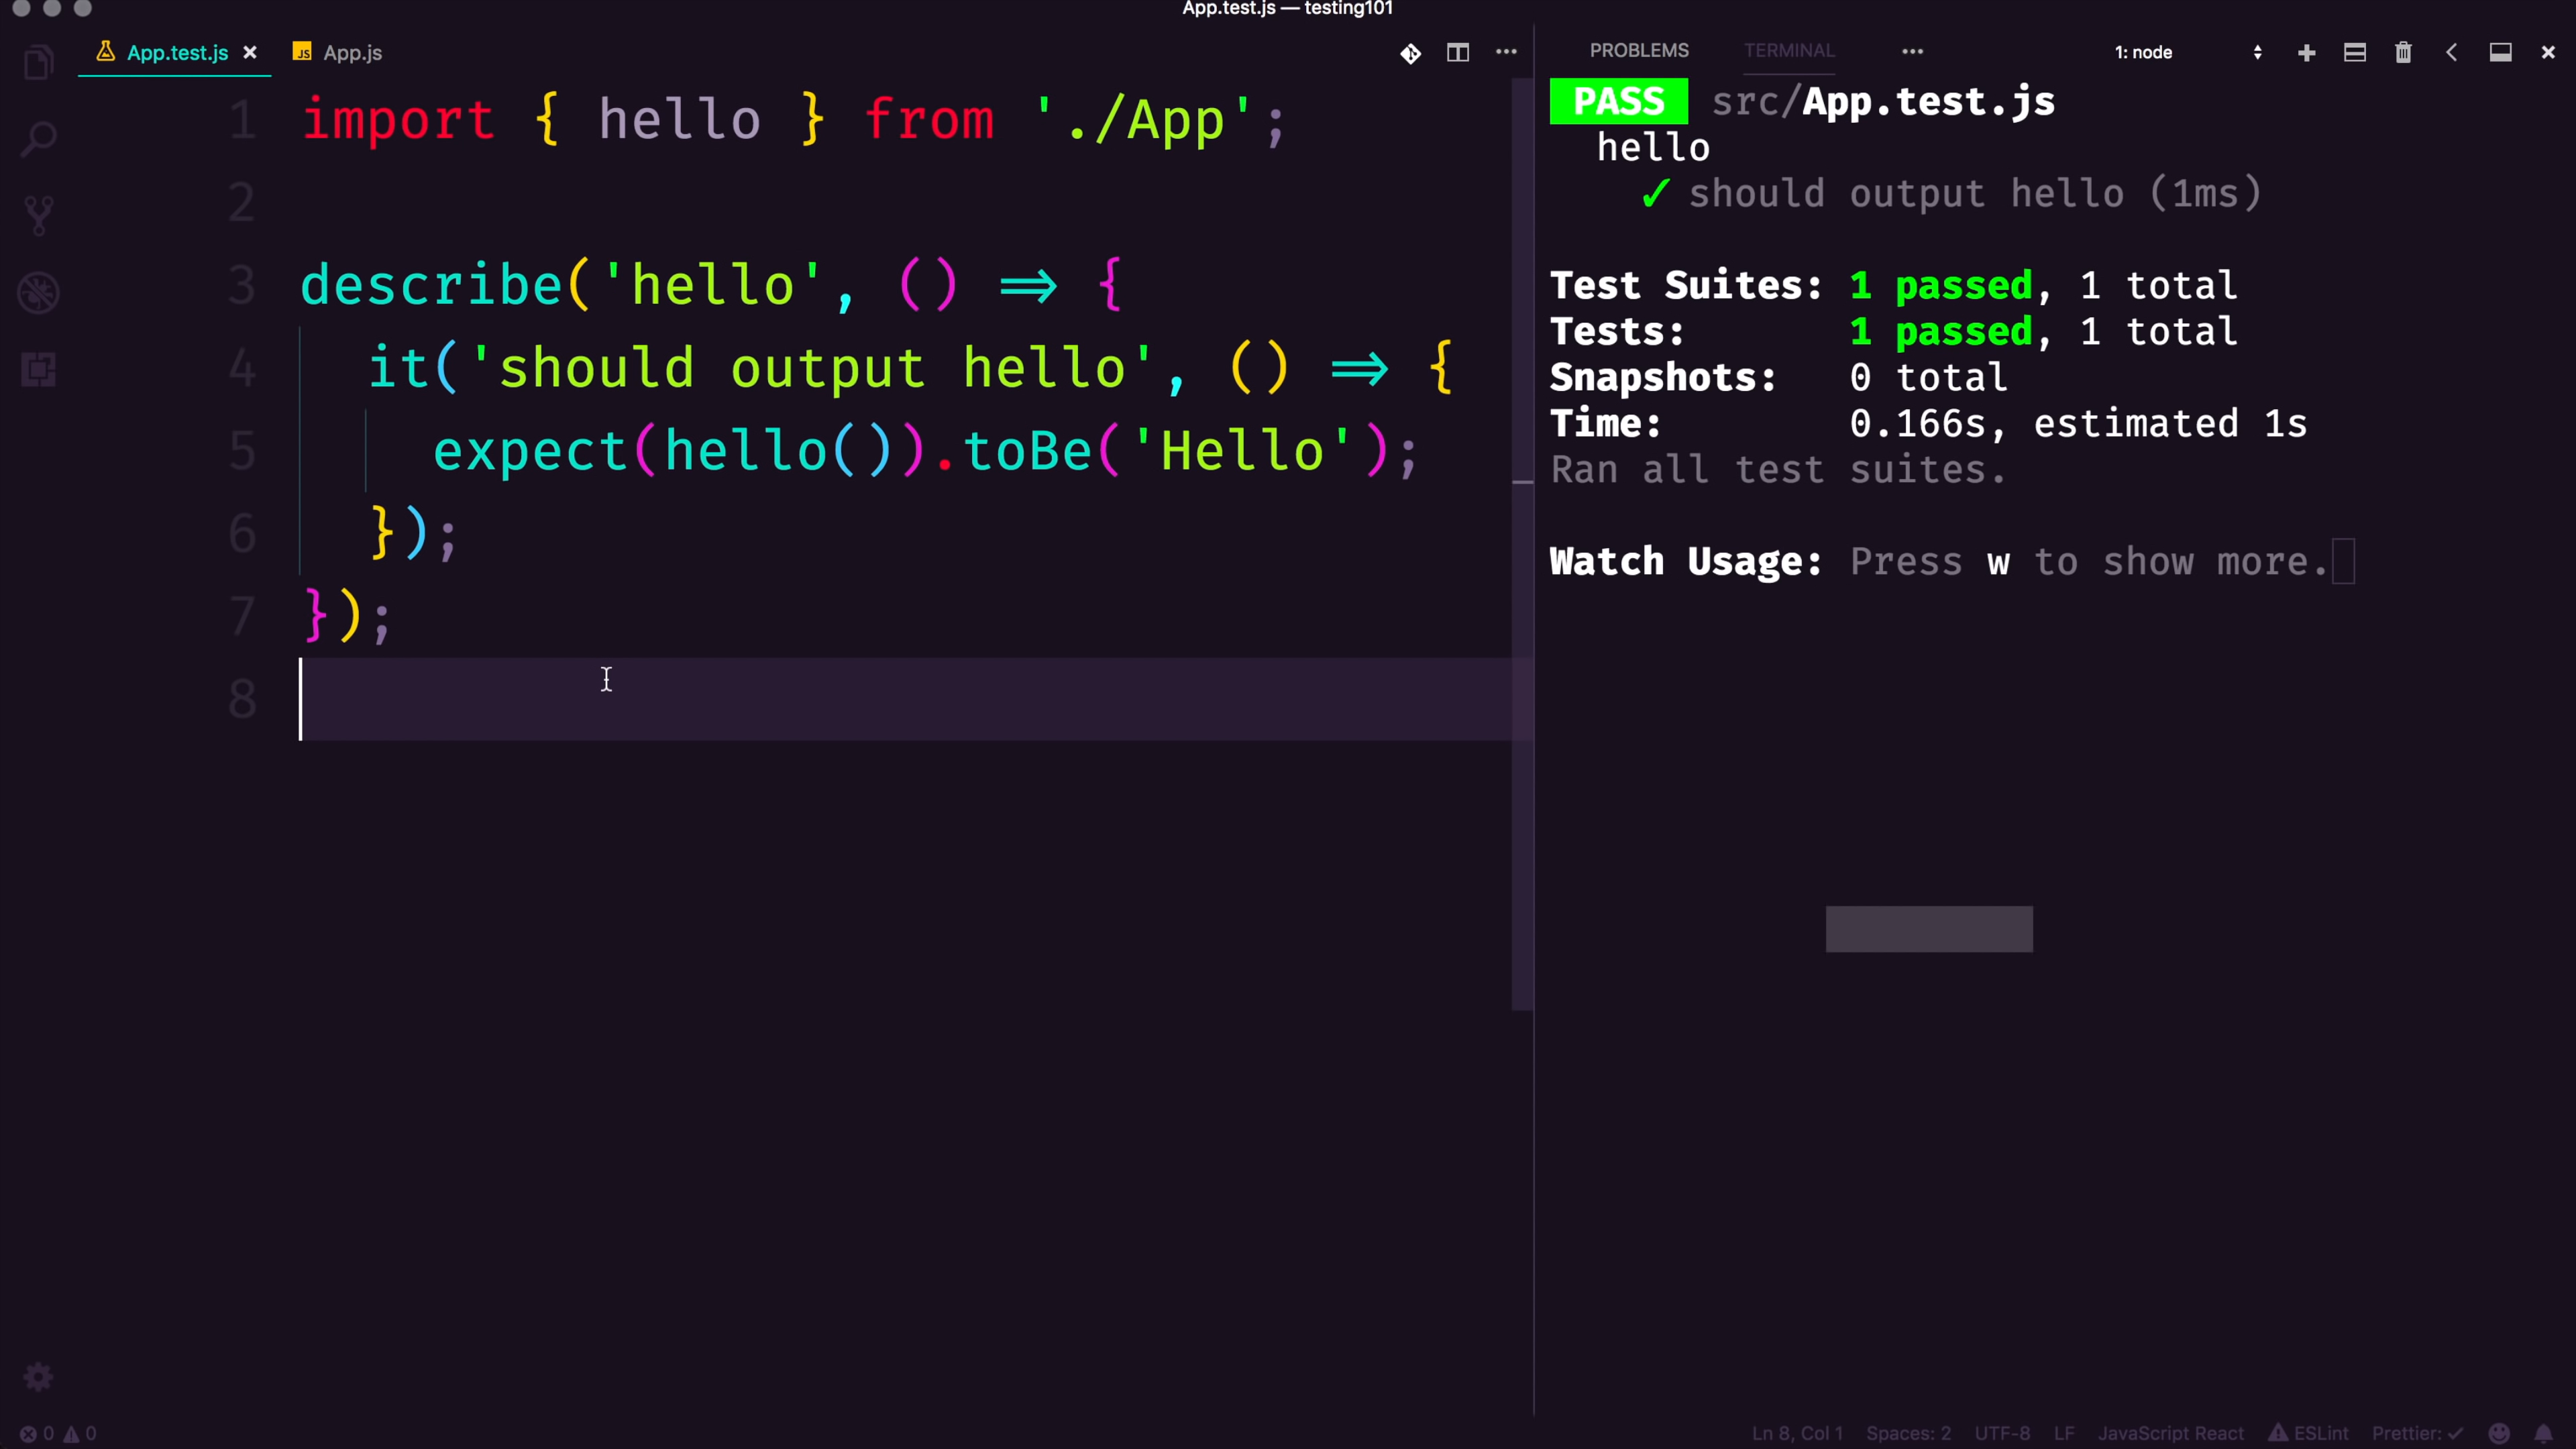 App.test.js — testing101
App.test.js App.js
1 import { hello } from './App';
2
3 describe('hello', () => {
4 it('should output hello', () => {
5 expect(hello()).toBe('Hello');
6 });
7 });
8
PROBLEMS TERMINAL 1: node
PASS src/App.test.js
hello
✓ should output hello (1ms)
Test Suites: 1 passed, 1 total
Tests: 1 passed, 1 total
Snapshots: 0 total
Time: 0.166s, estimated 1s
Ran all test suites.
Watch Usage: Press w to show more.
0 0 Ln 8, Col 1 Spaces: 2 UTF-8 LF JavaScript React ESLint Prettier: ✓